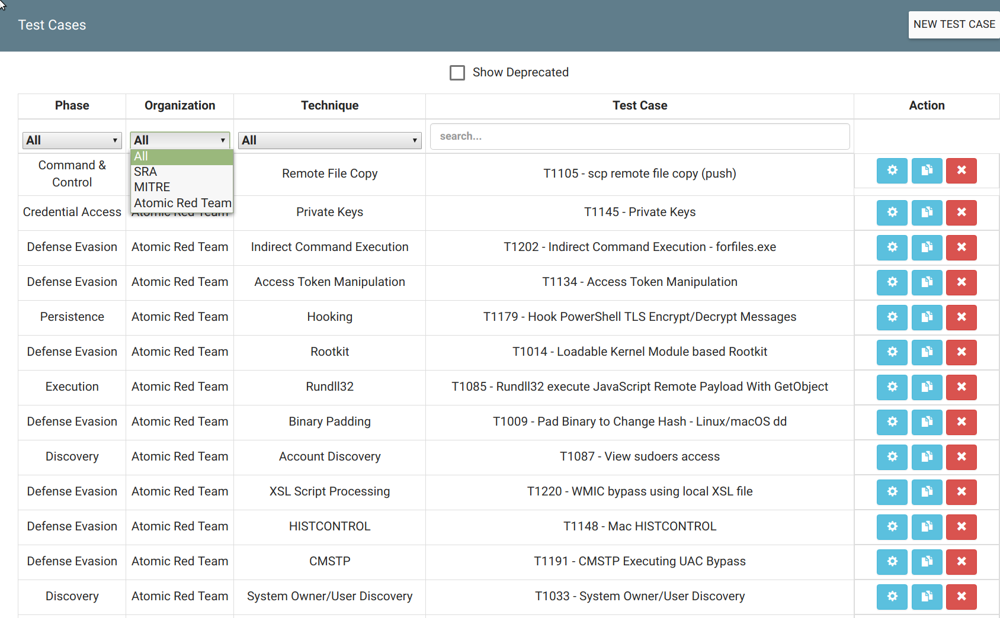 Test Cases
NEW TEST CASE
Show Deprecated
Phase Organization Technique Test Case Action
All All All search...
All
SRA
MITRE
Atomic Red Team
Command &
Control
Remote File Copy T1105 - scp remote file copy (push)
Credential Access Atomic Red Team Private Keys T1145 - Private Keys
Defense Evasion Atomic Red Team Indirect Command Execution T1202 - Indirect Command Execution - forfiles.exe
Defense Evasion Atomic Red Team Access Token Manipulation T1134 - Access Token Manipulation
Persistence Atomic Red Team Hooking T1179 - Hook PowerShell TLS Encrypt/Decrypt Messages
Defense Evasion Atomic Red Team Rootkit T1014 - Loadable Kernel Module based Rootkit
Execution Atomic Red Team Rundll32 T1085 - Rundll32 execute JavaScript Remote Payload With GetObject
Defense Evasion Atomic Red Team Binary Padding T1009 - Pad Binary to Change Hash - Linux/macOS dd
Discovery Atomic Red Team Account Discovery T1087 - View sudoers access
Defense Evasion Atomic Red Team XSL Script Processing T1220 - WMIC bypass using local XSL file
Defense Evasion Atomic Red Team HISTCONTROL T1148 - Mac HISTCONTROL
Defense Evasion Atomic Red Team CMSTP T1191 - CMSTP Executing UAC Bypass
Discovery Atomic Red Team System Owner/User Discovery T1033 - System Owner/User Discovery